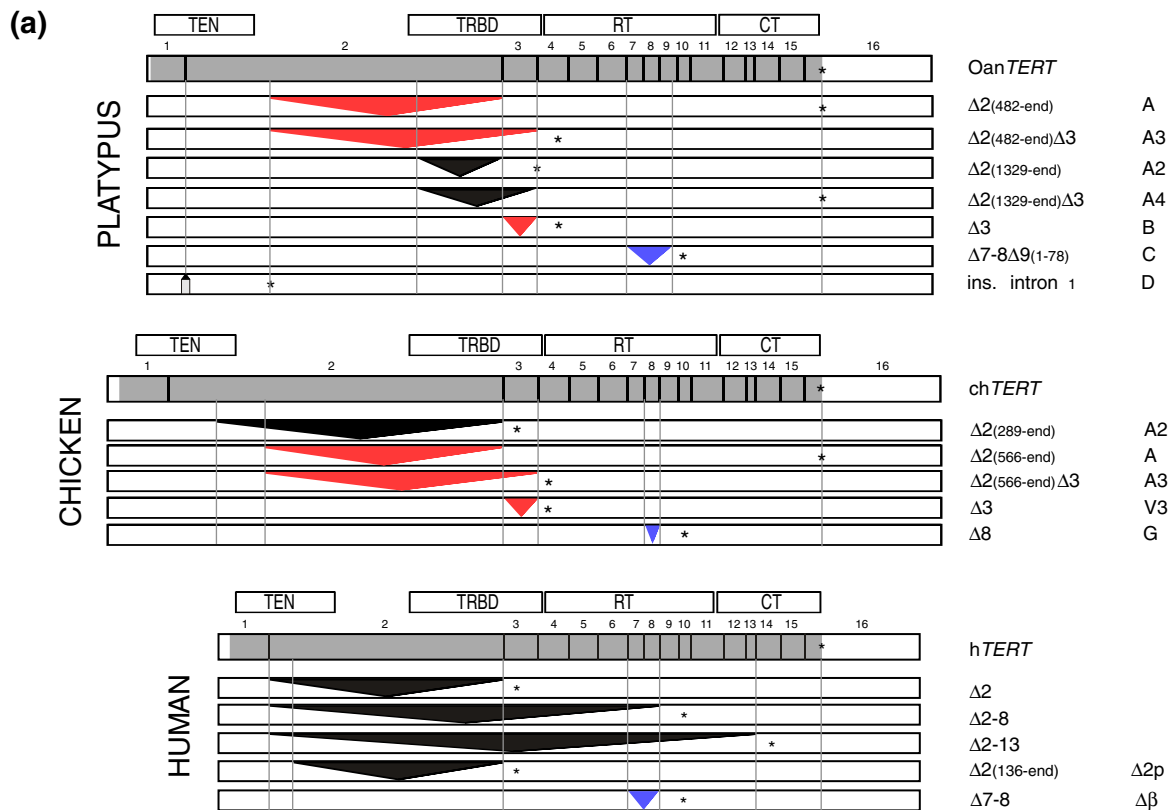 (a)
PLATYPUS
TEN TRBD RT CT
1 2 3 4 5 6 7 8 9 10 11 12 13 14 15 16
* OanTERT
* Δ2(482-end) A
* Δ2(482-end)Δ3 A3
* Δ2(1329-end) A2
* Δ2(1329-end)Δ3 A4
* Δ3 B
* Δ7-8Δ9(1-78) C
* ins. intron 1 D
CHICKEN
TEN TRBD RT CT
1 2 3 4 5 6 7 8 9 10 11 12 13 14 15 16
* chTERT
* Δ2(289-end) A2
* Δ2(566-end) A
* Δ2(566-end)Δ3 A3
* Δ3 V3
* Δ8 G
HUMAN
TEN TRBD RT CT
1 2 3 4 5 6 7 8 9 10 11 12 13 14 15 16
* hTERT
* Δ2
* Δ2-8
* Δ2-13
* Δ2(136-end) Δ2p
* Δ7-8 Δβ